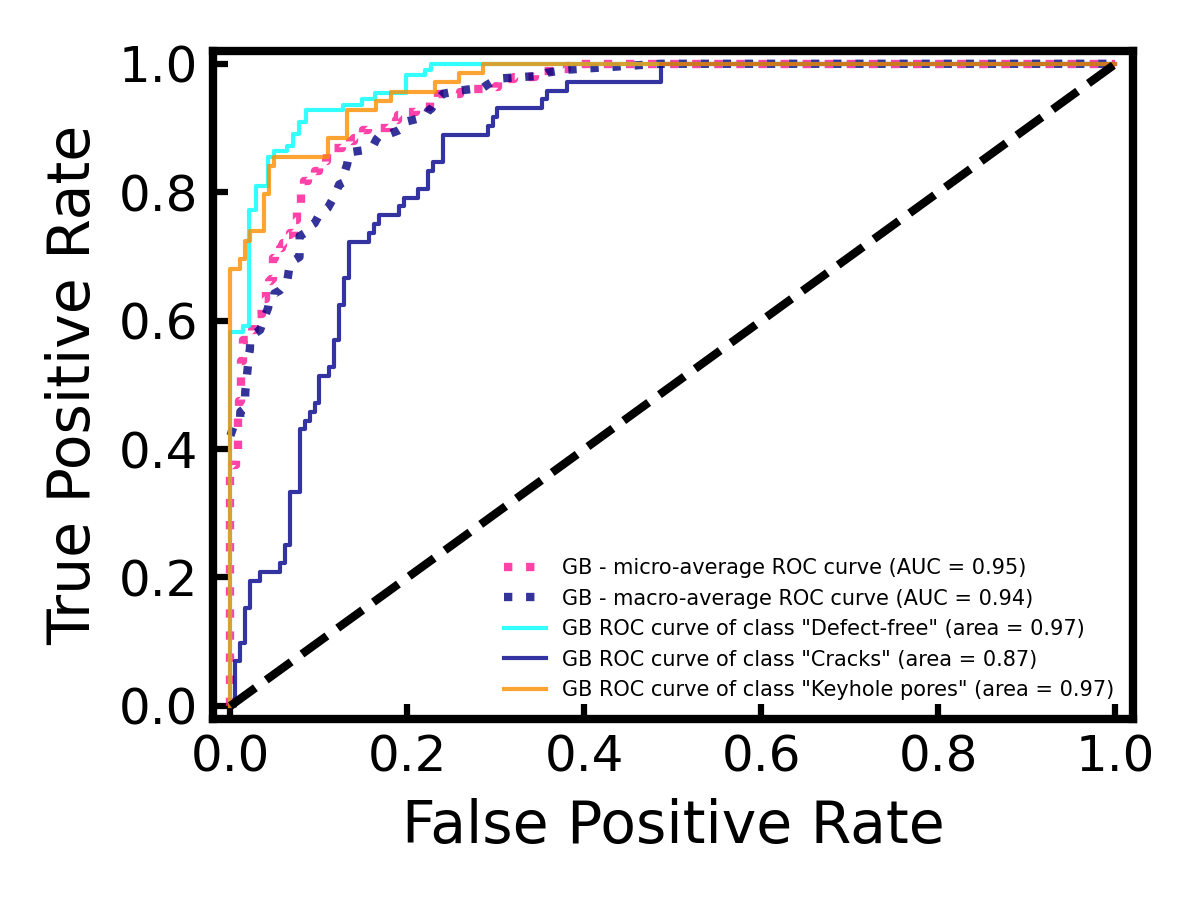 1.0
0.8
0.6
0.4
0.2
0.0
True Positive Rate
GB - micro-average ROC curve (AUC = 0.95)
GB - macro-average ROC curve (AUC = 0.94)
GB ROC curve of class "Defect-free" (area = 0.97)
GB ROC curve of class "Cracks" (area = 0.87)
GB ROC curve of class "Keyhole pores" (area = 0.97)
0.0 0.2 0.4 0.6 0.8 1.0
False Positive Rate